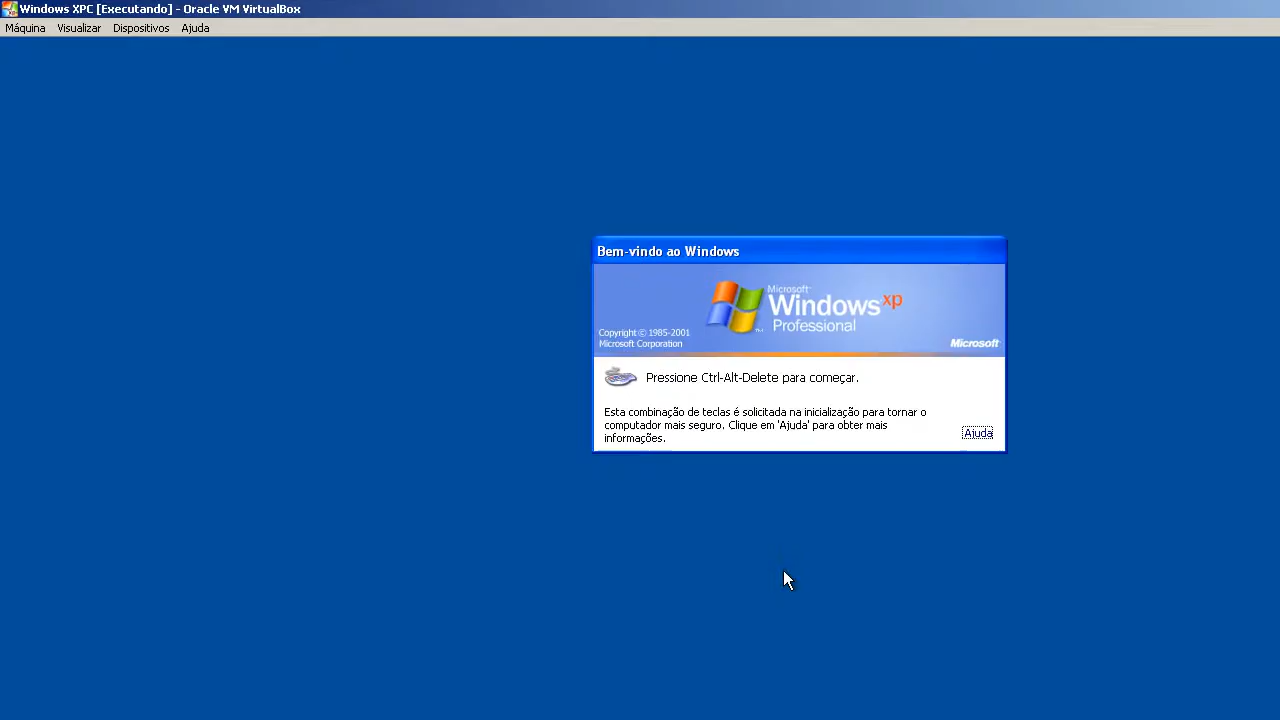 Windows XPC [Executando] - Oracle VM VirtualBox
Máquina Visualizar Dispositivos Ajuda
Bem-vindo ao Windows
Microsoft
Windows xp
Professional
Copyright © 1985-2001
Microsoft Corporation
Microsoft
Pressione Ctrl-Alt-Delete para começar.
Esta combinação de teclas é solicitada na inicialização para tornar o
computador mais seguro. Clique em 'Ajuda' para obter mais
informações.
Ajuda